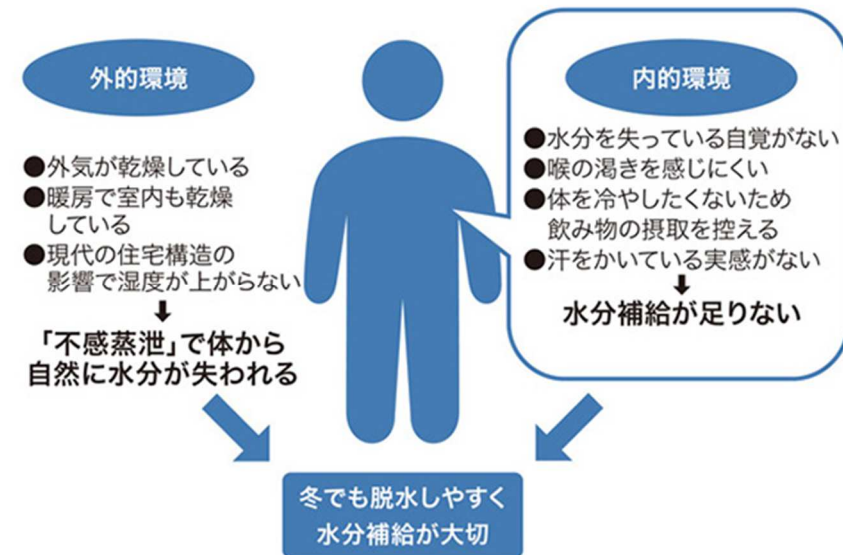 外的環境
●外気が乾燥している
●暖房で室内も乾燥
している
●現代の住宅構造の
影響で湿度が上がらない
「不感蒸泄」で体から
自然に水分が失われる
内的環境
●水分を失っている自覚がない
●喉の渇きを感じにくい
●体を冷やしたくないため
飲み物の摂取を控える
●汗をかいている実感がない
水分補給が足りない
冬でも脱水しやすく
水分補給が大切